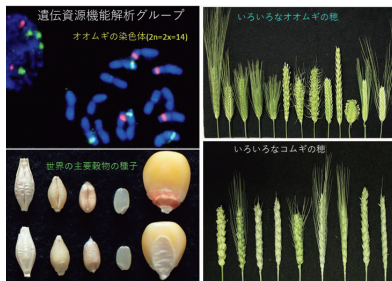 遺伝資源機能解析グループ
オオムギの染色体(2n=2x=14)
世界の主要穀物の種子
いろいろなオオムギの穂
いろいろなコムギの穂